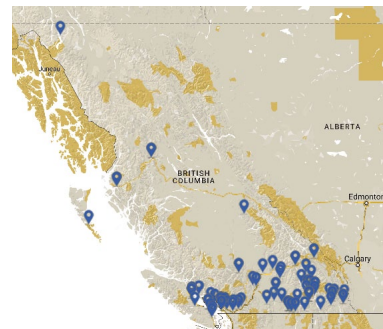 Juneau
ALBERTA
BRITISH
COLUMBIA
Edmonton
Calgary